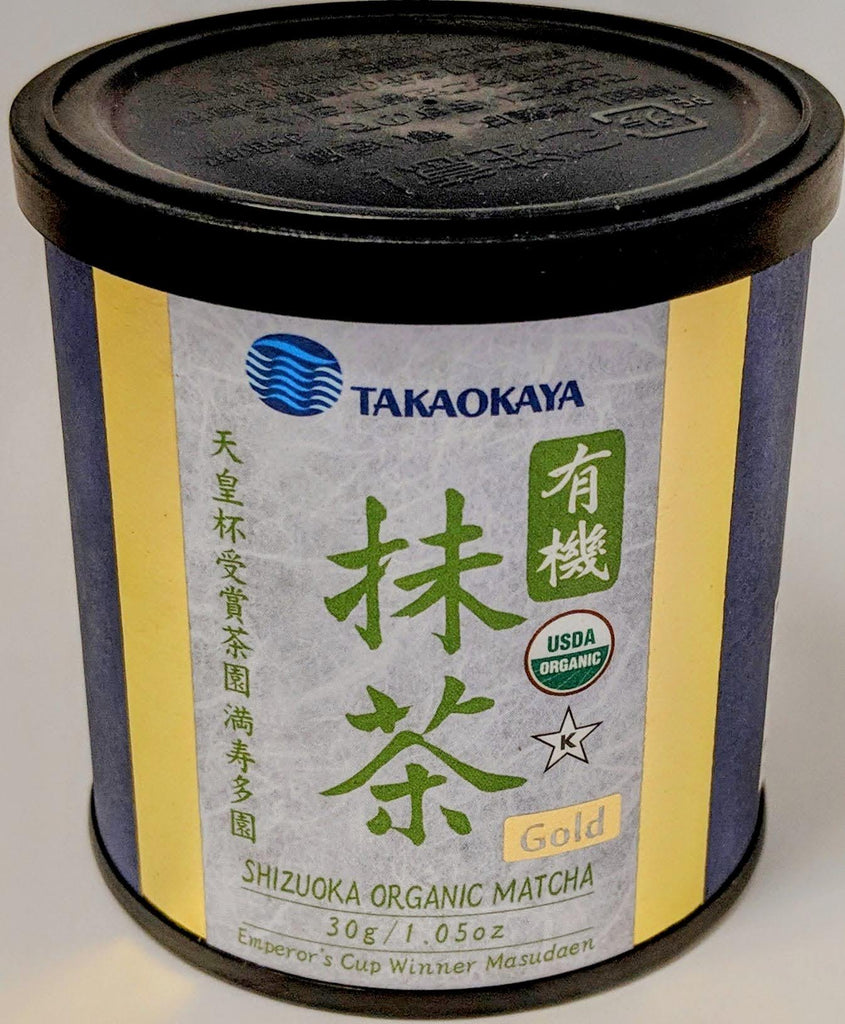 TAKAOKAYA
有機
抹茶
天皇杯受賞茶園 満寿多園
USDA
ORGANIC
K
Gold
SHIZUOKA ORGANIC MATCHA
30g/1.05oz
Emperor's Cup Winner Masudaen